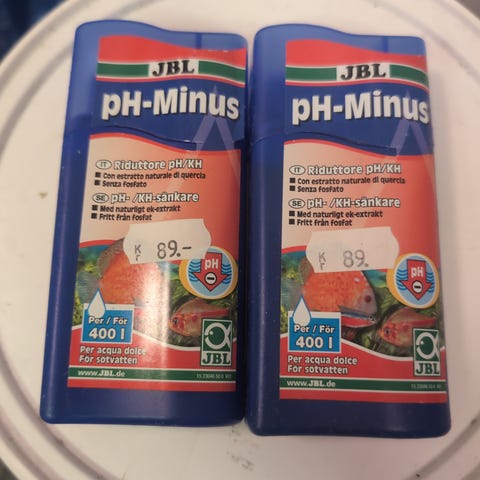 JBL
pH-Minus
IT Riduttore pH/KH
Con estratto naturale di quercia
Senza fosfato
SE pH- /KH-sänkare
Med naturligt ek-extrakt
Fritt från fosfat
Kr 89.-
pH
Per / För
400 l
Per acqua dolce
För sötvatten
JBL
www.JBL.de
JBL
pH-Minus
IT Riduttore pH/KH
Con estratto naturale di quercia
Senza fosfato
SE pH- /KH-sänkare
Med naturligt ek-extrakt
Fritt från fosfat
Kr 89.-
pH
Per / För
400 l
Per acqua dolce
För sötvatten
JBL
www.JBL.de